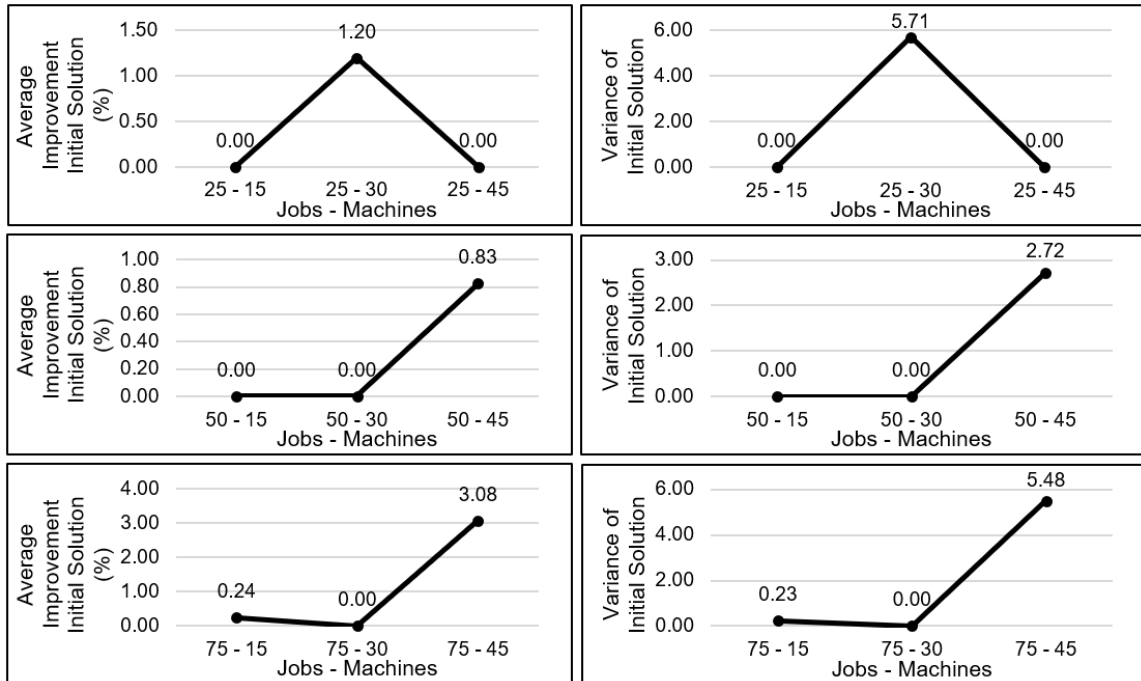 Average
Improvement
Initial Solution
(%)
1.50
1.00
0.50
0.00
0.00
1.20
0.00
25 - 15
25 - 30
25 - 45
Jobs - Machines
Variance of
Initial Solution
6.00
4.00
2.00
0.00
0.00
5.71
0.00
25 - 15
25 - 30
25 - 45
Jobs - Machines
Average
Improvement
Initial Solution
(%)
1.00
0.80
0.60
0.40
0.20
0.00
0.00
0.00
0.83
50 - 15
50 - 30
50 - 45
Jobs - Machines
Variance of
Initial Solution
3.00
2.00
1.00
0.00
0.00
0.00
2.72
50 - 15
50 - 30
50 - 45
Jobs - Machines
Average
Improvement
Initial Solution
(%)
4.00
3.00
2.00
1.00
0.00
0.24
0.00
3.08
75 - 15
75 - 30
75 - 45
Jobs - Machines
Variance of
Initial Solution
6.00
4.00
2.00
0.00
0.23
0.00
5.48
75 - 15
75 - 30
75 - 45
Jobs - Machines